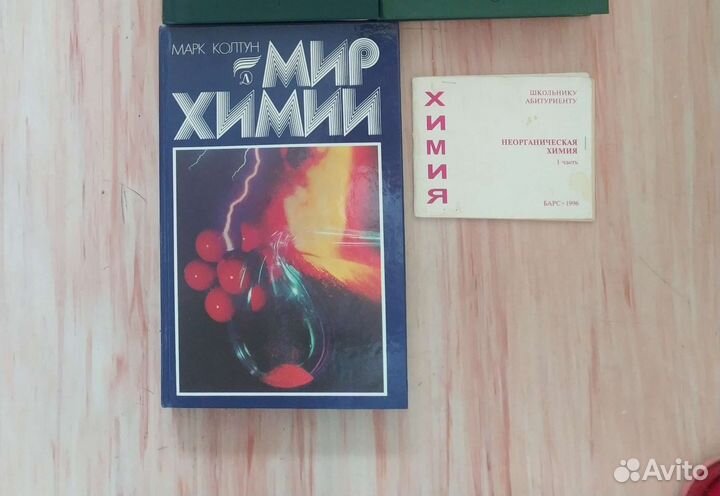 МАРК КОЛТУН
МИР
ХИМИИ
ХИМИЯ
ШКОЛЬНИКУ
АБИТУРИЕНТУ
НЕОРГАНИЧЕСКАЯ
ХИМИЯ
1 часть
БАРС • 1996
Avito